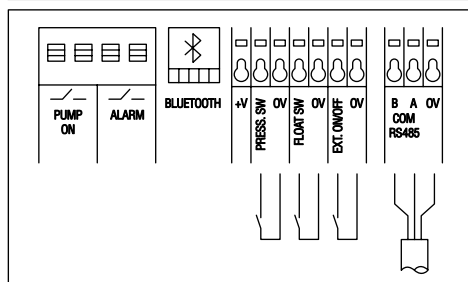 PUMP ON
ALARM
BLUETOOTH
+V
PRESS. SW
0V
FLOAT SW
0V
EXT. ON/OFF
0V
B A 0V
COM
RS485